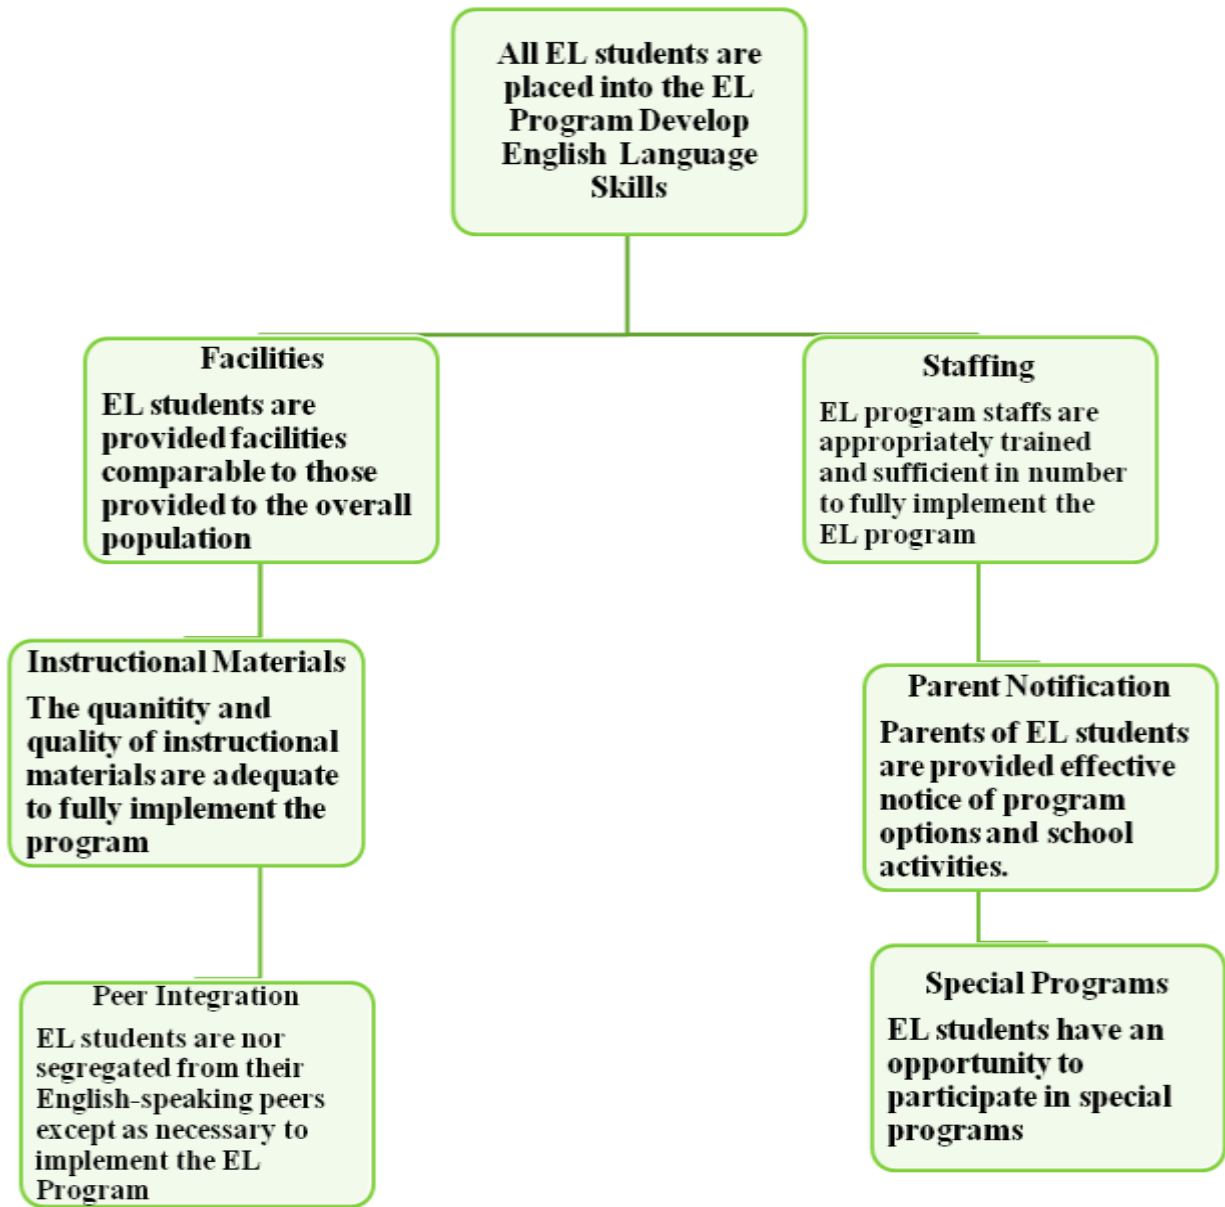 All EL students are
placed into the EL
Program Develop
English Language
Skills
Facilities
EL students are
provided facilities
comparable to those
provided to the overall
population
Staffing
EL program staffs are
appropriately trained
and sufficient in number
to fully implement the
EL program
Instructional Materials
The quanitity and
quality of instructional
materials are adequate
to fully implement the
program
Parent Notification
Parents of EL students
are provided effective
notice of program
options and school
activities.
Peer Integration
EL students are nor
segregated from their
English-speaking peers
except as necessary to
implement the EL
Program
Special Programs
EL students have an
opportunity to
participate in special
programs